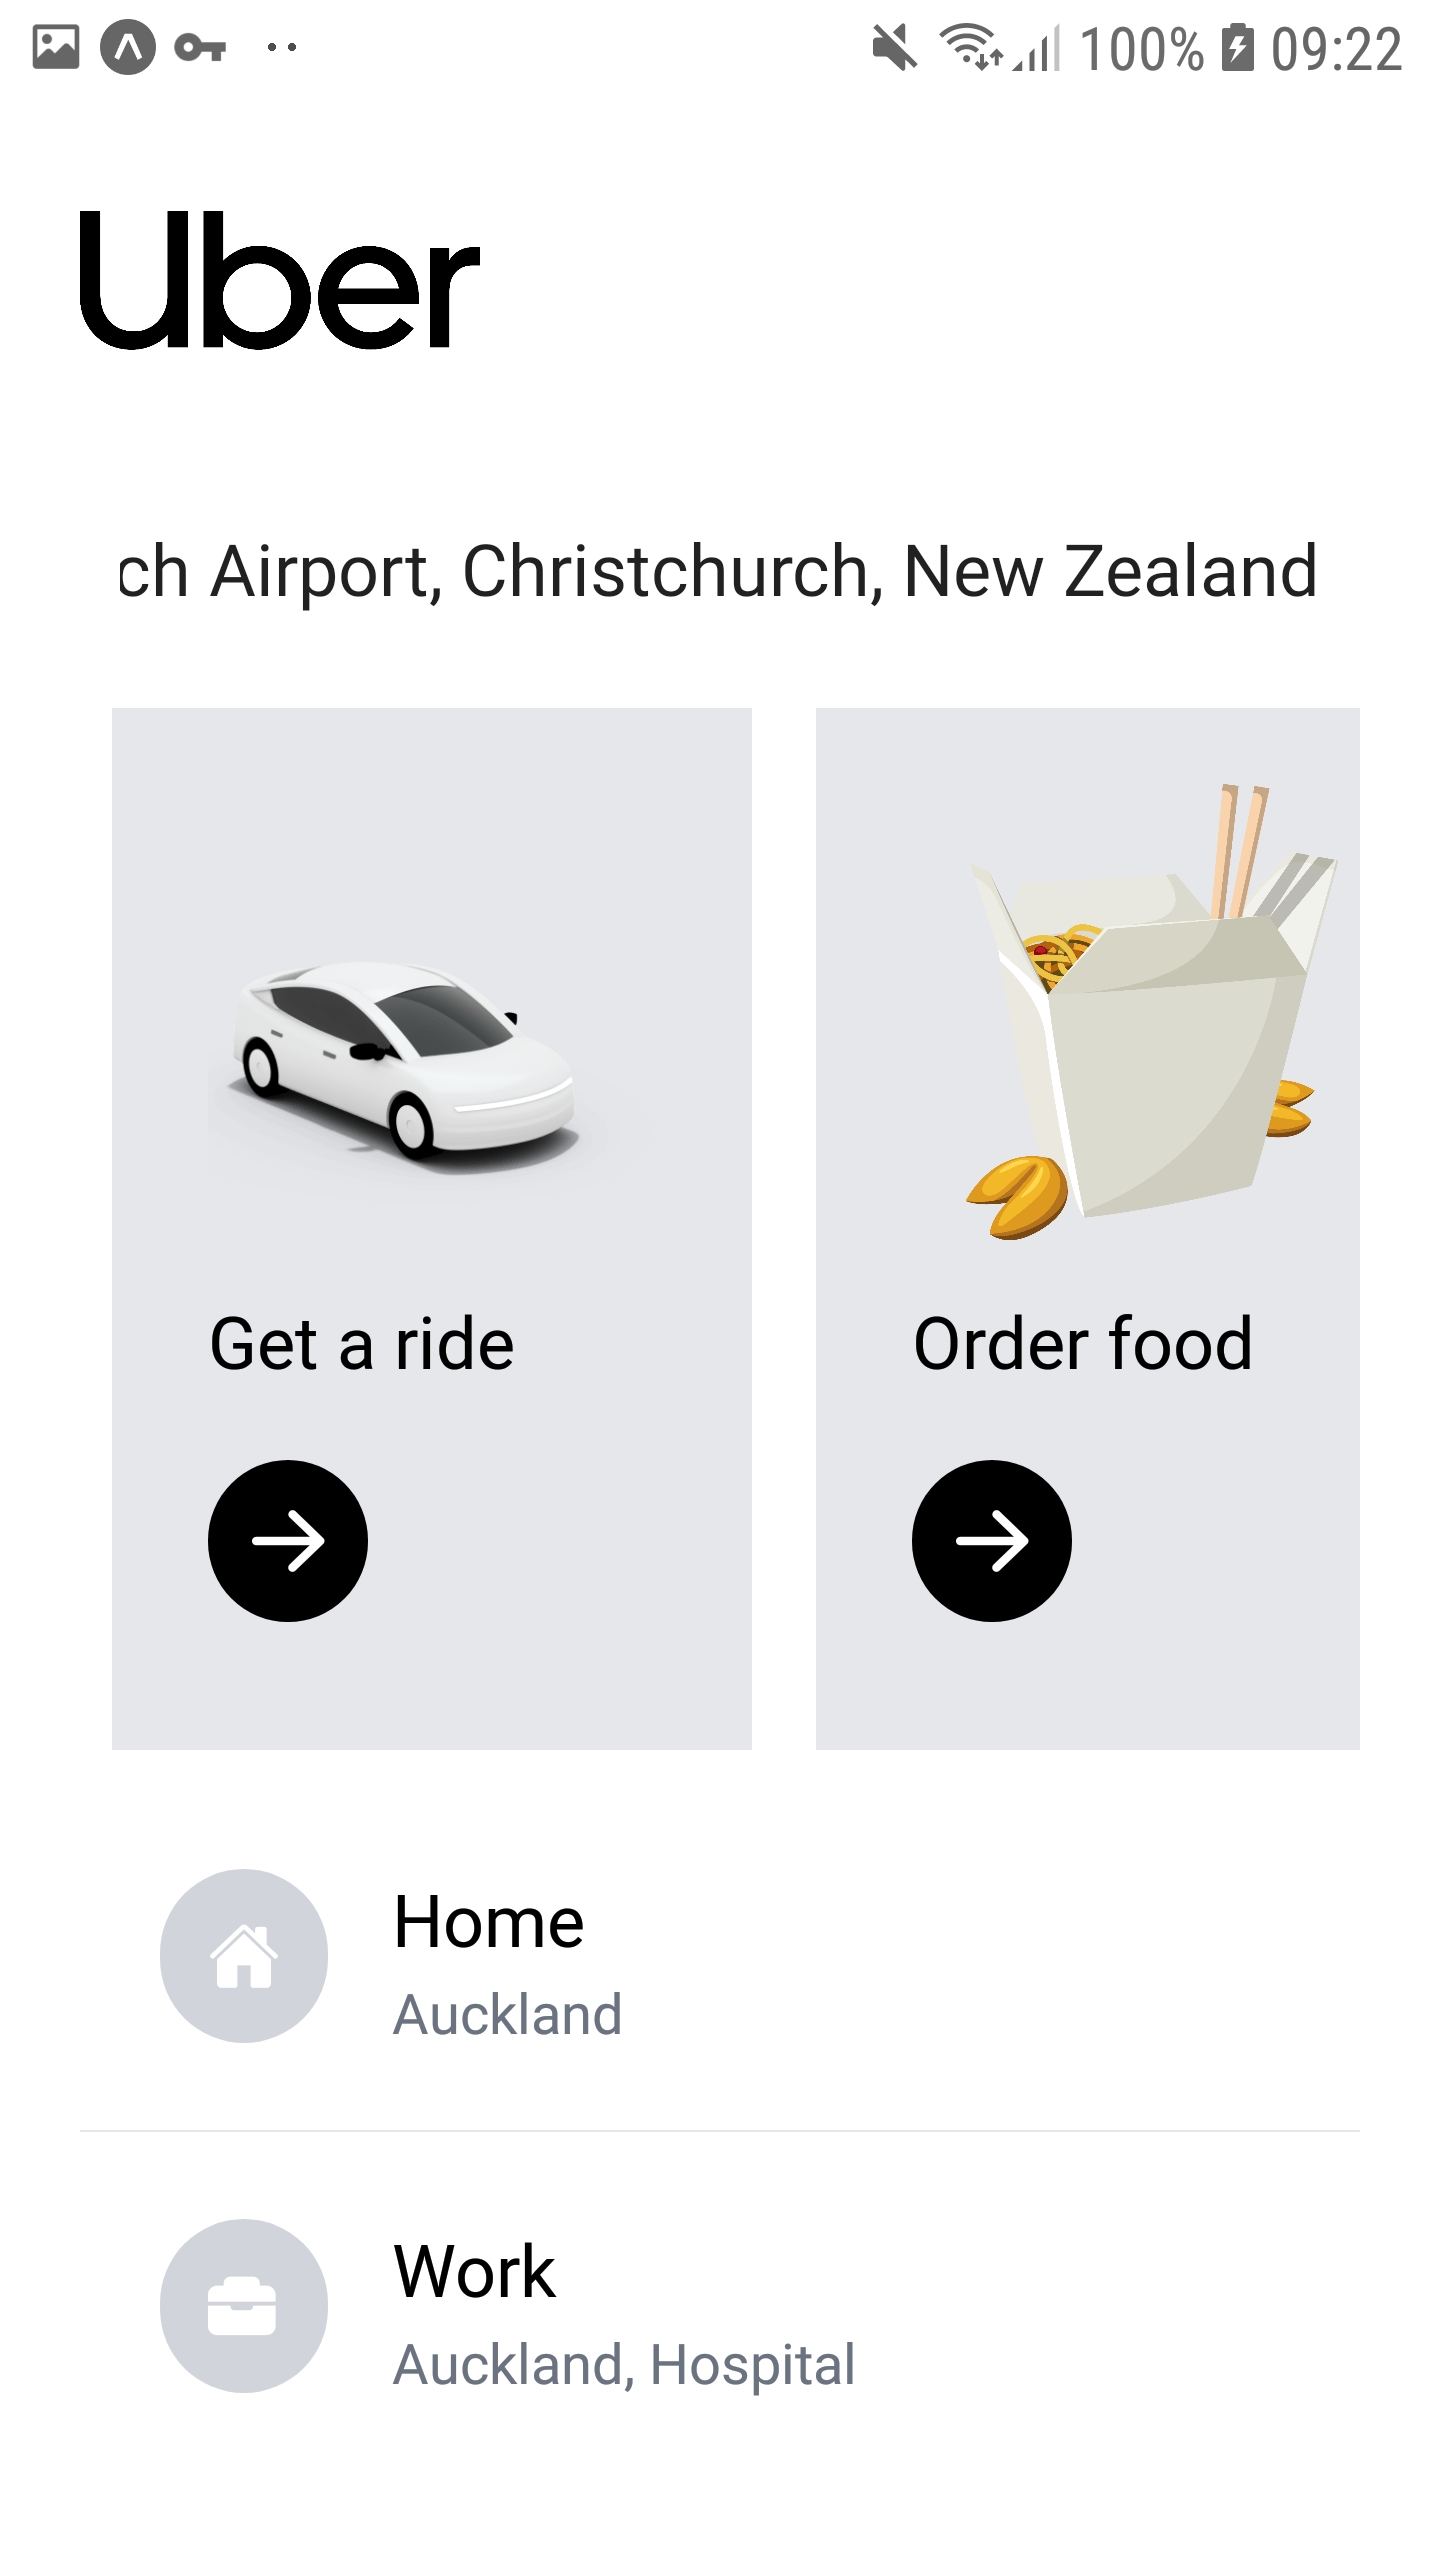 100% 09:22
Uber
ch Airport, Christchurch, New Zealand
Get a ride
Order food
Home
Auckland
Work
Auckland, Hospital